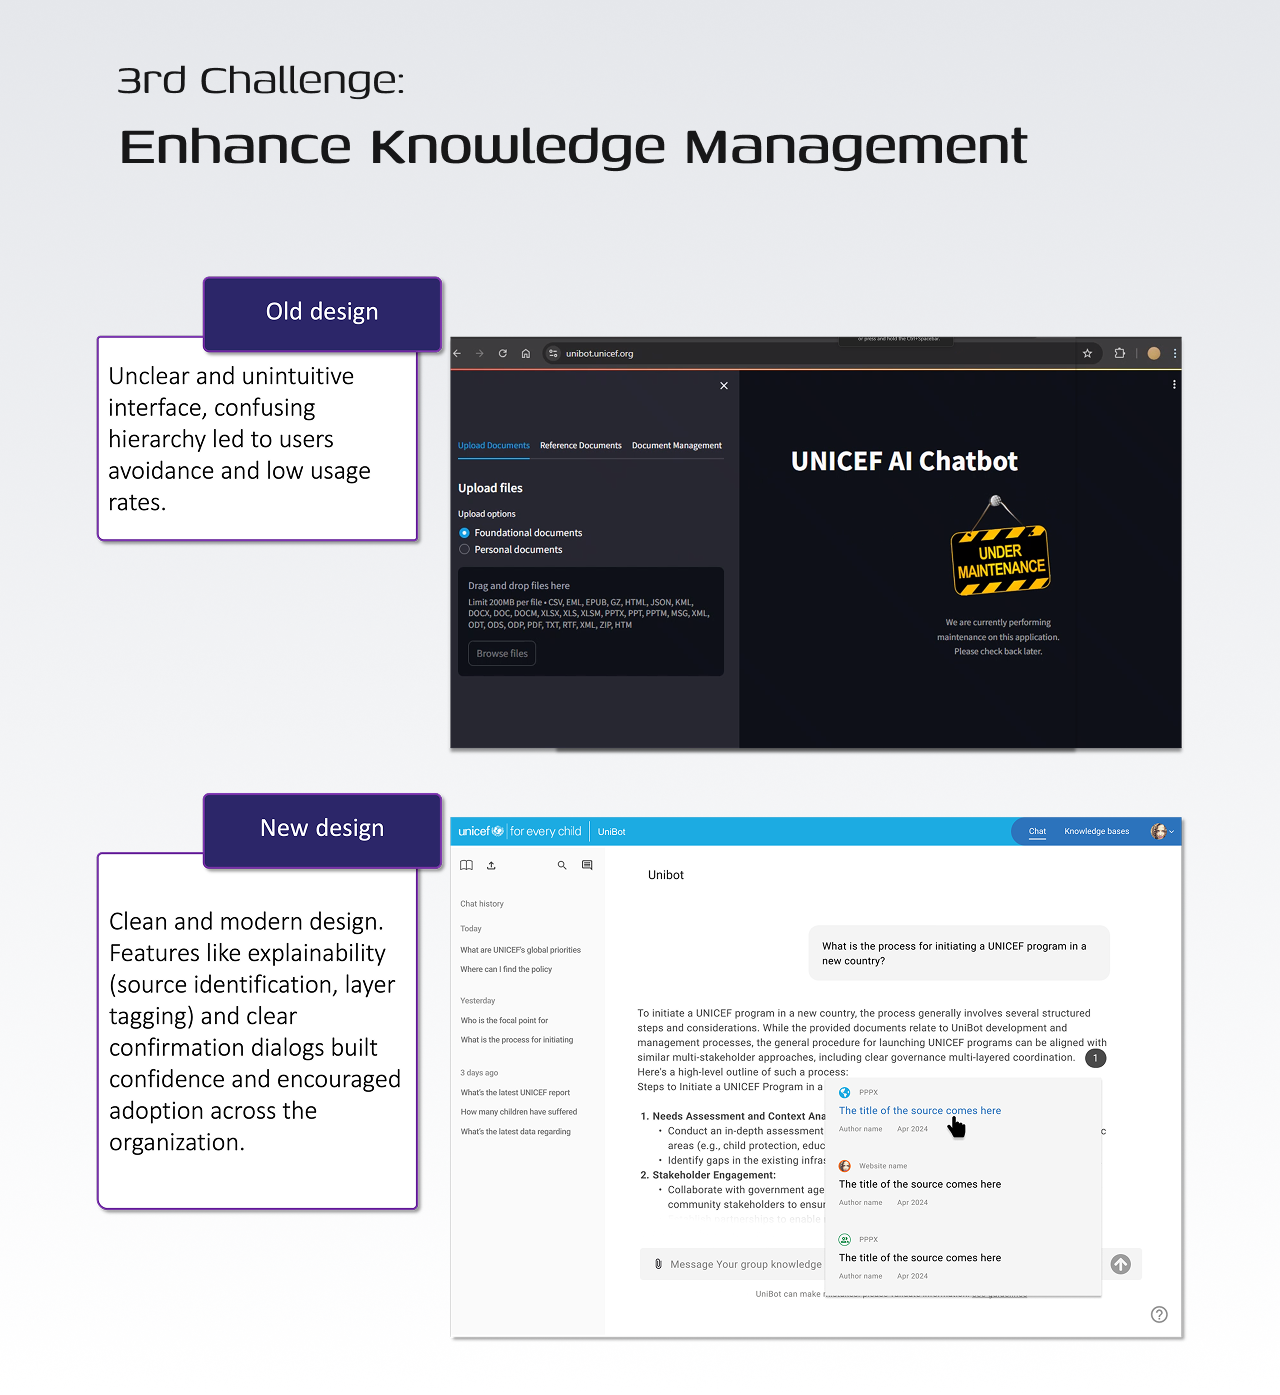 3rd Challenge:
Enhance Knowledge Management
Old design
Unclear and unintuitive
interface, confusing
hierarchy led to users
avoidance and low usage
rates.
or press and hold the Ctrl+Spacebar.
unibot.unicef.org
Upload Documents Reference Documents Document Management
Upload files
Upload options
Foundational documents
Personal documents
Drag and drop files here
Limit 200MB per file • CSV, EML, EPUB, GZ, HTML, JSON, KML,
DOCX, DOC, DOCM, XLSX, XLS, XLSM, PPTX, PPT, PPTM, MSG, XML,
ODT, ODS, ODP, PDF, TXT, RTF, XML, ZIP, HTM
Browse files
UNICEF AI Chatbot
UNDER
MAINTENANCE
We are currently performing
maintenance on this application.
Please check back later.
New design
Clean and modern design.
Features like explainability
(source identification, layer
tagging) and clear
confirmation dialogs built
confidence and encouraged
adoption across the
organization.
unicef for every child UniBot
Chat Knowledge bases
Chat history
Today
What are UNICEF's global priorities
Where can I find the policy
Yesterday
Who is the focal point for
What is the process for initiating
3 days ago
What's the latest UNICEF report
How many children have suffered
What's the latest data regarding
Unibot
What is the process for initiating a UNICEF program in a
new country?
To initiate a UNICEF program in a new country, the process generally involves several structured
steps and considerations. While the provided documents relate to UniBot development and
management processes, the general procedure for launching UNICEF programs can be aligned with
similar multi-stakeholder approaches, including clear governance multi-layered coordination. 1
Here's a high-level outline of such a process:
Steps to Initiate a UNICEF Program in a
1. Needs Assessment and Context Ana
• Conduct an in-depth assessment c
areas (e.g., child protection, educ
• Identify gaps in the existing infras
2. Stakeholder Engagement:
• Collaborate with government age
community stakeholders to ensur
PPPX
The title of the source comes here
Author name Apr 2024
Website name
The title of the source comes here
Author name Apr 2024
PPPX
The title of the source comes here
Author name Apr 2024
Message Your group knowledge
UniBot can make